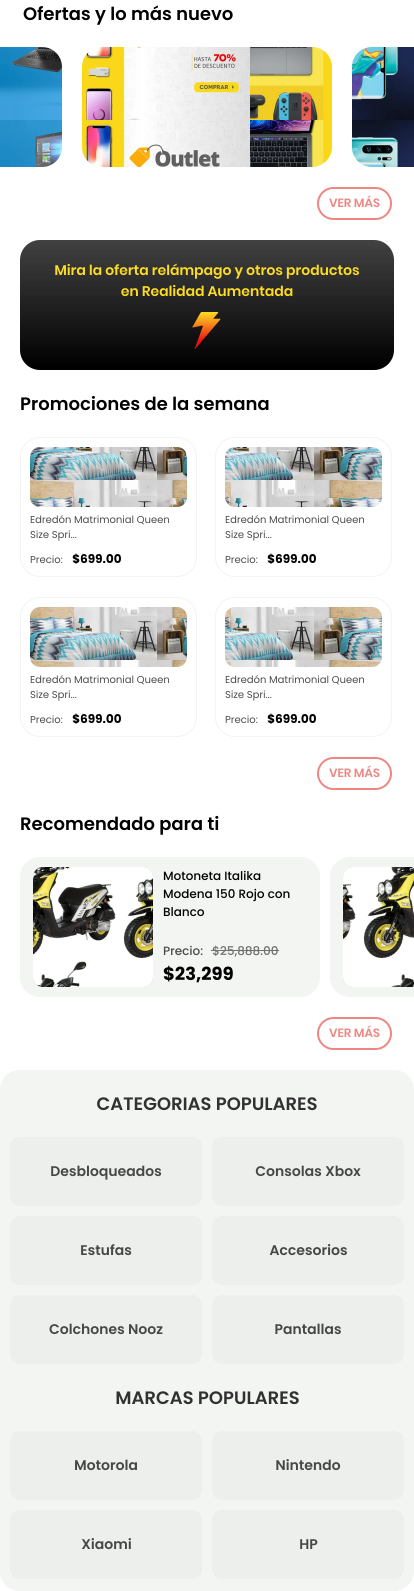 Ofertas y lo más nuevo
HASTA 70%
DE DESCUENTO
COMPRAR
Outlet
VER MÁS
Mira la oferta relámpago y otros productos
en Realidad Aumentada
Promociones de la semana
Edredón Matrimonial Queen
Size Spri...
Precio: $699.00
Edredón Matrimonial Queen
Size Spri...
Precio: $699.00
Edredón Matrimonial Queen
Size Spri...
Precio: $699.00
Edredón Matrimonial Queen
Size Spri...
Precio: $699.00
VER MÁS
Recomendado para ti
Motoneta Italika
Modena 150 Rojo con
Blanco
Precio: $25,888.00
$23,299
VER MÁS
CATEGORIAS POPULARES
Desbloqueados
Consolas Xbox
Estufas
Accesorios
Colchones Nooz
Pantallas
MARCAS POPULARES
Motorola
Nintendo
Xiaomi
HP